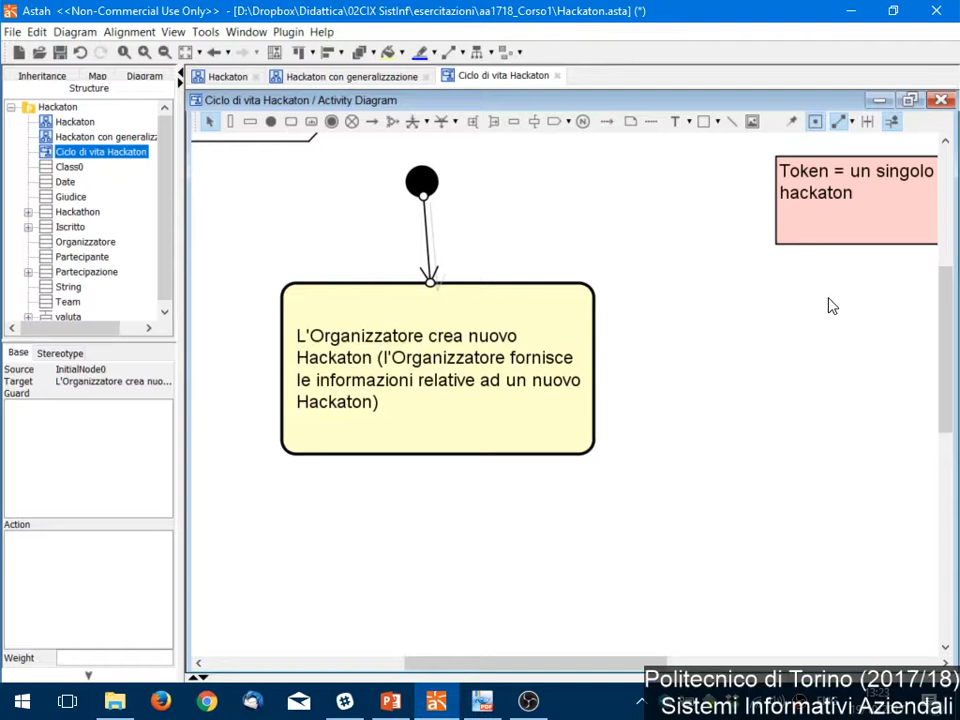 Astah <<Non-Commercial Use Only>> - [D:\Dropbox\Didattica\02CIX SistInf\esercitazioni\aa1718_Corso1\Hackaton.asta] (*)
File Edit Diagram Alignment View Tools Window Plugin Help
Inheritance Map Diagram
Structure
Hackaton
Hackaton
Hackaton con generaliz
Ciclo di vita Hackaton
Class0
Date
Giudice
Hackathon
Iscritto
Organizzatore
Partecipante
Partecipazione
String
Team
valuta
Base Stereotype
Source InitialNode0
Target L'Organizzatore crea nuo...
Guard
Action
Weight
Hackaton Hackaton con generalizzazione Ciclo di vita Hackaton
Ciclo di vita Hackaton / Activity Diagram
Token = un singolo
hackaton
L'Organizzatore crea nuovo
Hackaton (l'Organizzatore fornisce
le informazioni relative ad un nuovo
Hackaton)
Politecnico di Torino (2017/18)
Sistemi Informativi Aziendali